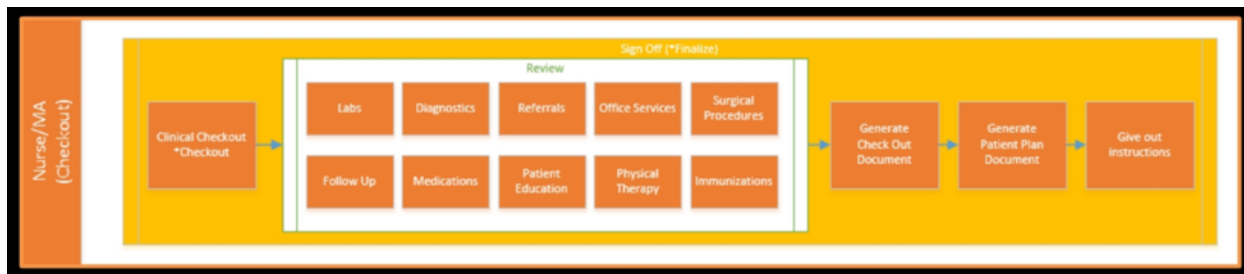 Nurse/MA
(Checkout)
Sign Off (*Finalize)
Clinical Checkout
*Checkout
Review
Labs
Diagnostics
Referrals
Office Services
Surgical
Procedures
Follow Up
Medications
Patient
Education
Physical
Therapy
Immunizations
Generate
Check Out
Document
Generate
Patient Plan
Document
Give out
instructions